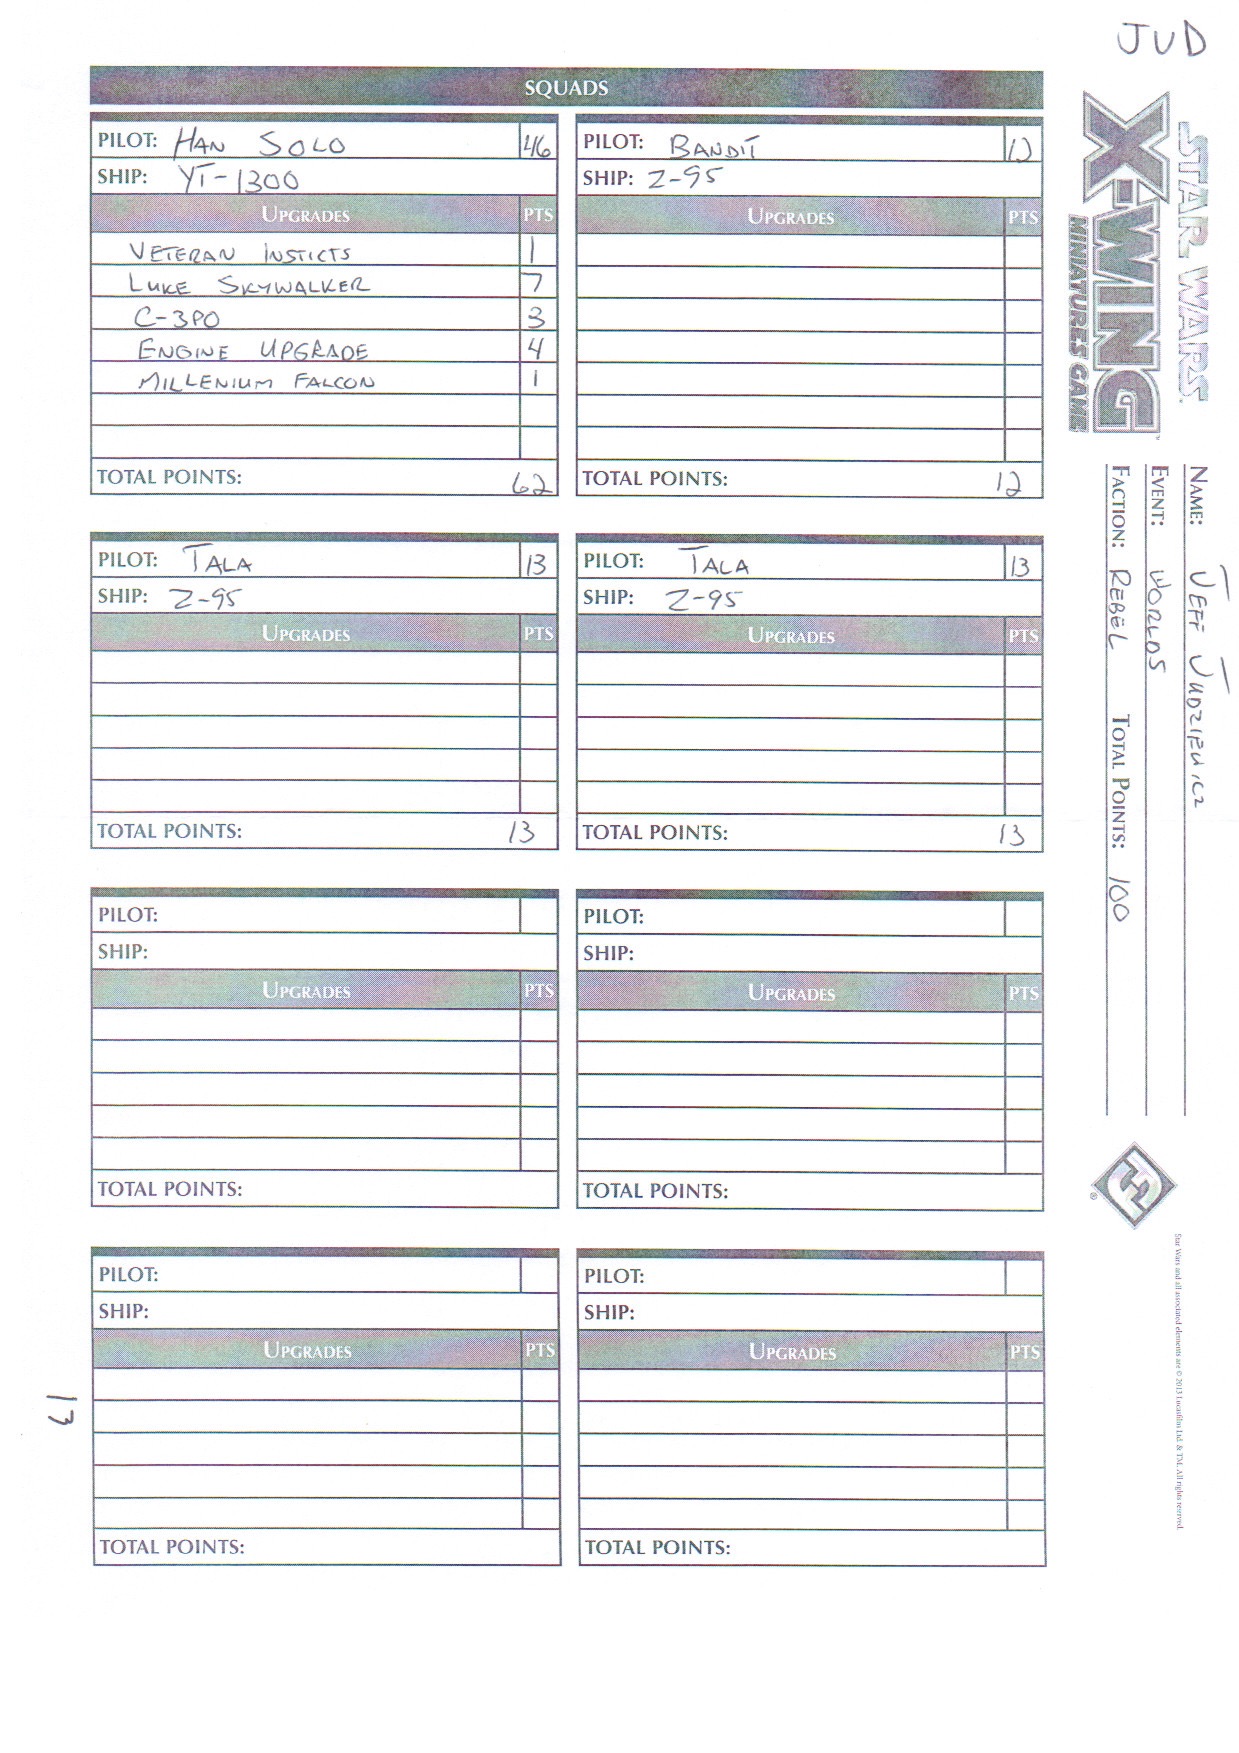 JUD
SQUADS
PILOT: HAN SOLO 46
SHIP: YT-1300
UPGRADES PTS
VETERAN INSTICTS 1
LUKE SKYWALKER 7
C-3PO 3
ENGINE UPGRADE 4
MILLENIUM FALCON 1
TOTAL POINTS: 62
PILOT: BANDIT 12
SHIP: Z-95
UPGRADES PTS
TOTAL POINTS: 12
PILOT: TALA 13
SHIP: Z-95
UPGRADES PTS
TOTAL POINTS: 13
PILOT: TALA 13
SHIP: Z-95
UPGRADES PTS
TOTAL POINTS: 13
PILOT:
SHIP:
UPGRADES PTS
TOTAL POINTS:
PILOT:
SHIP:
UPGRADES PTS
TOTAL POINTS:
PILOT:
SHIP:
UPGRADES PTS
TOTAL POINTS:
PILOT:
SHIP:
UPGRADES PTS
TOTAL POINTS:
STAR WARS
X-WING™
MINIATURES GAME
NAME: JEFF JUDZIEWICZ
EVENT: WORLDS
FACTION: REBEL TOTAL POINTS: 100
Star Wars and all associated elements are © 2013 Lucasfilm Ltd. & TM. All rights reserved.
13